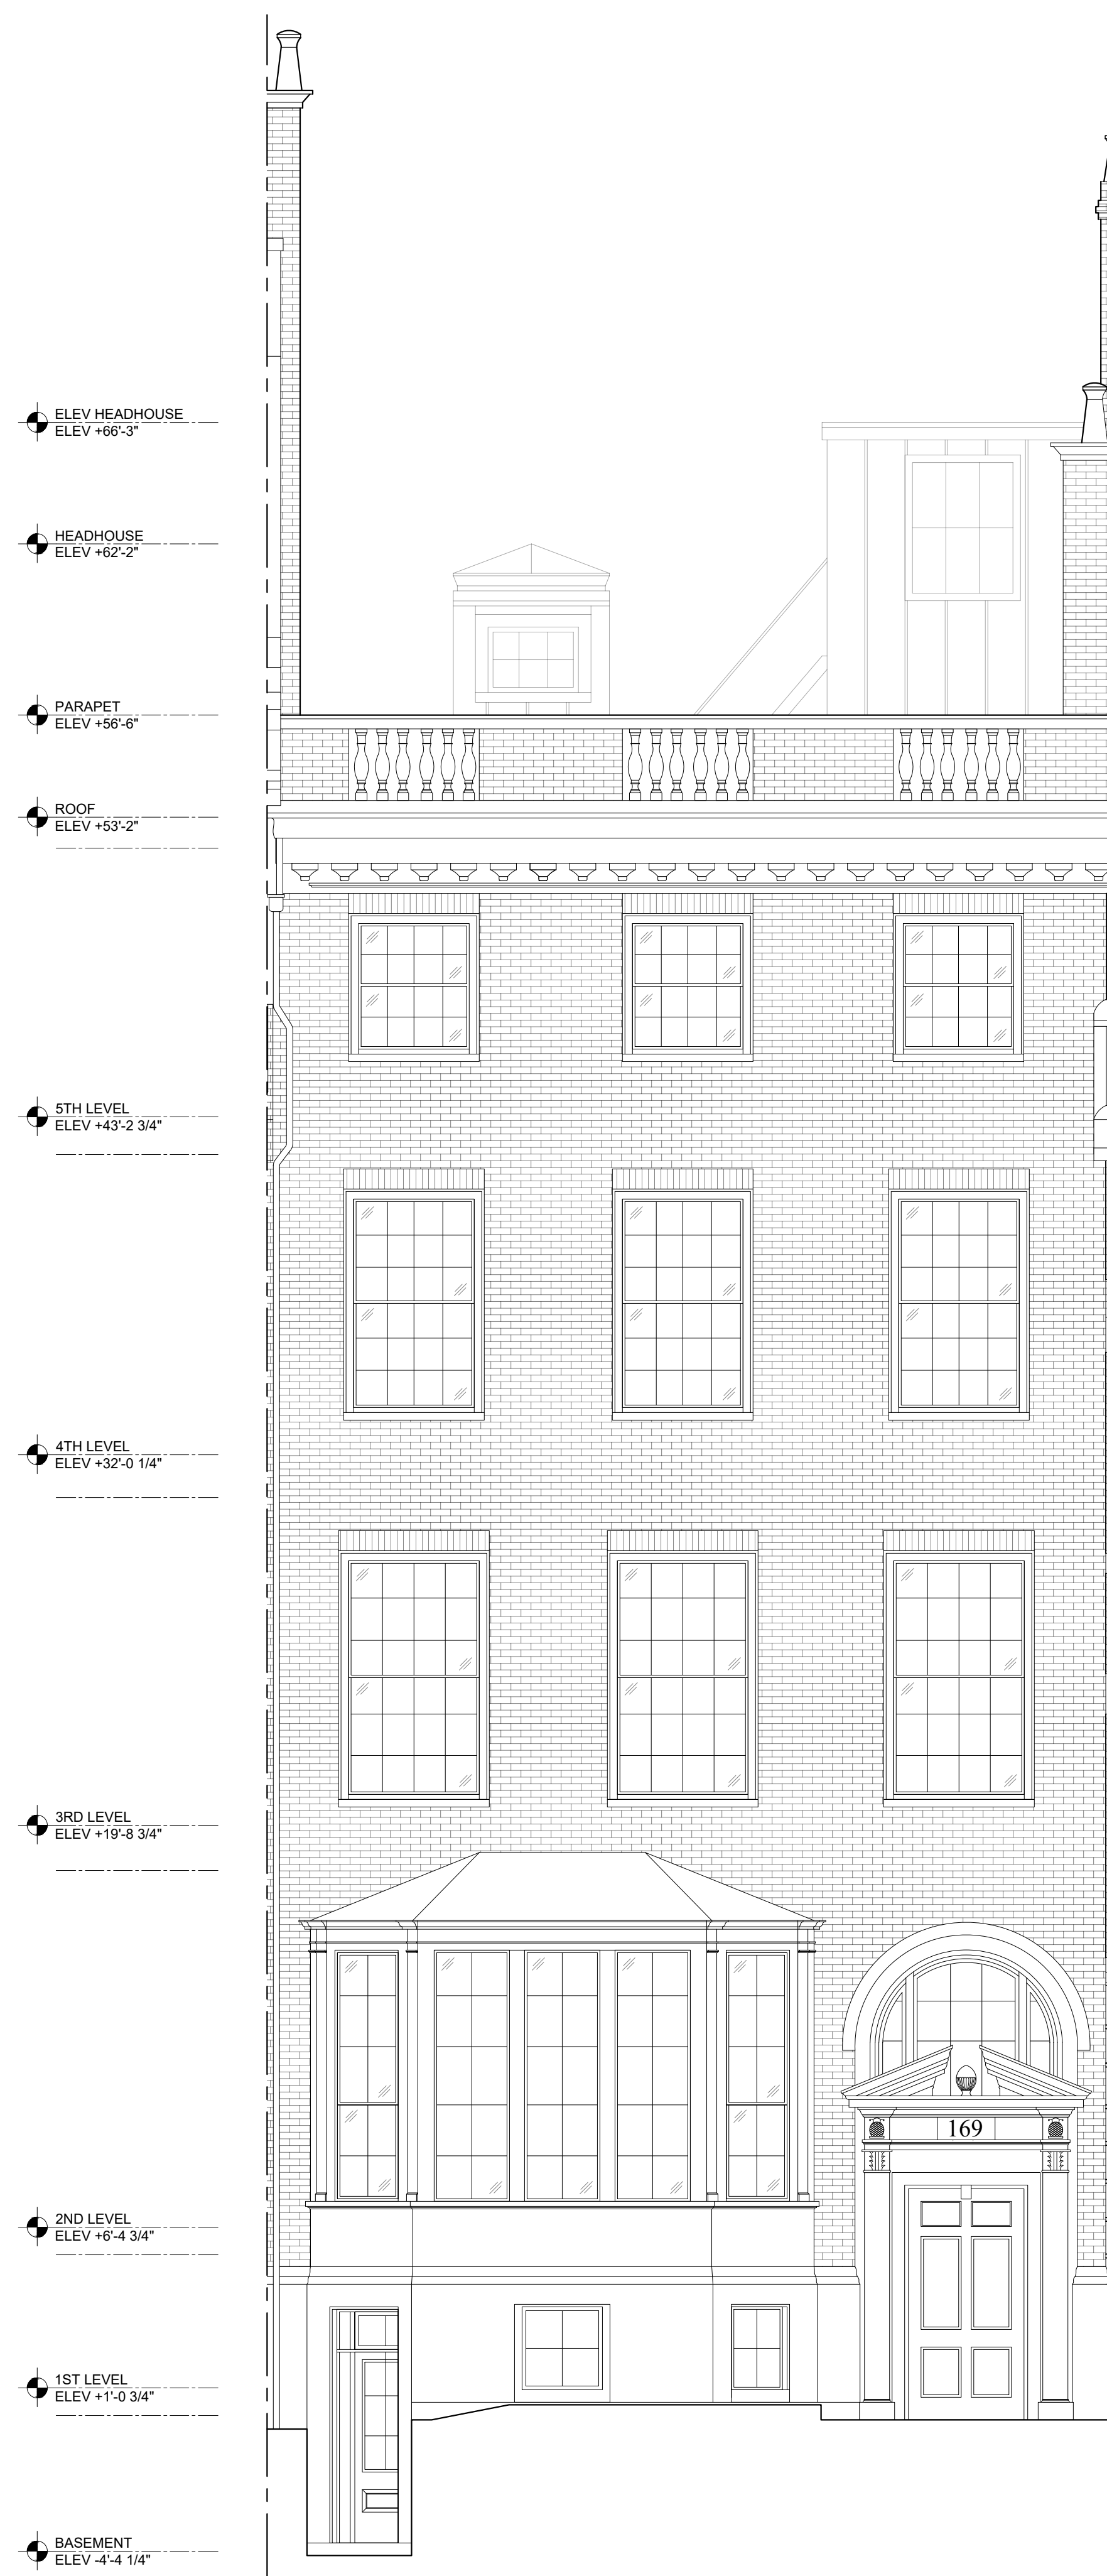 ELEV HEADHOUSE
ELEV +66'-3"
HEADHOUSE
ELEV +62'-2"
PARAPET
ELEV +56'-6"
ROOF
ELEV +53'-2"
5TH LEVEL
ELEV +43'-2 3/4"
4TH LEVEL
ELEV +32'-0 1/4"
3RD LEVEL
ELEV +19'-8 3/4"
169
2ND LEVEL
ELEV +6'-4 3/4"
1ST LEVEL
ELEV +1'-0 3/4"
BASEMENT
ELEV -4'-4 1/4"